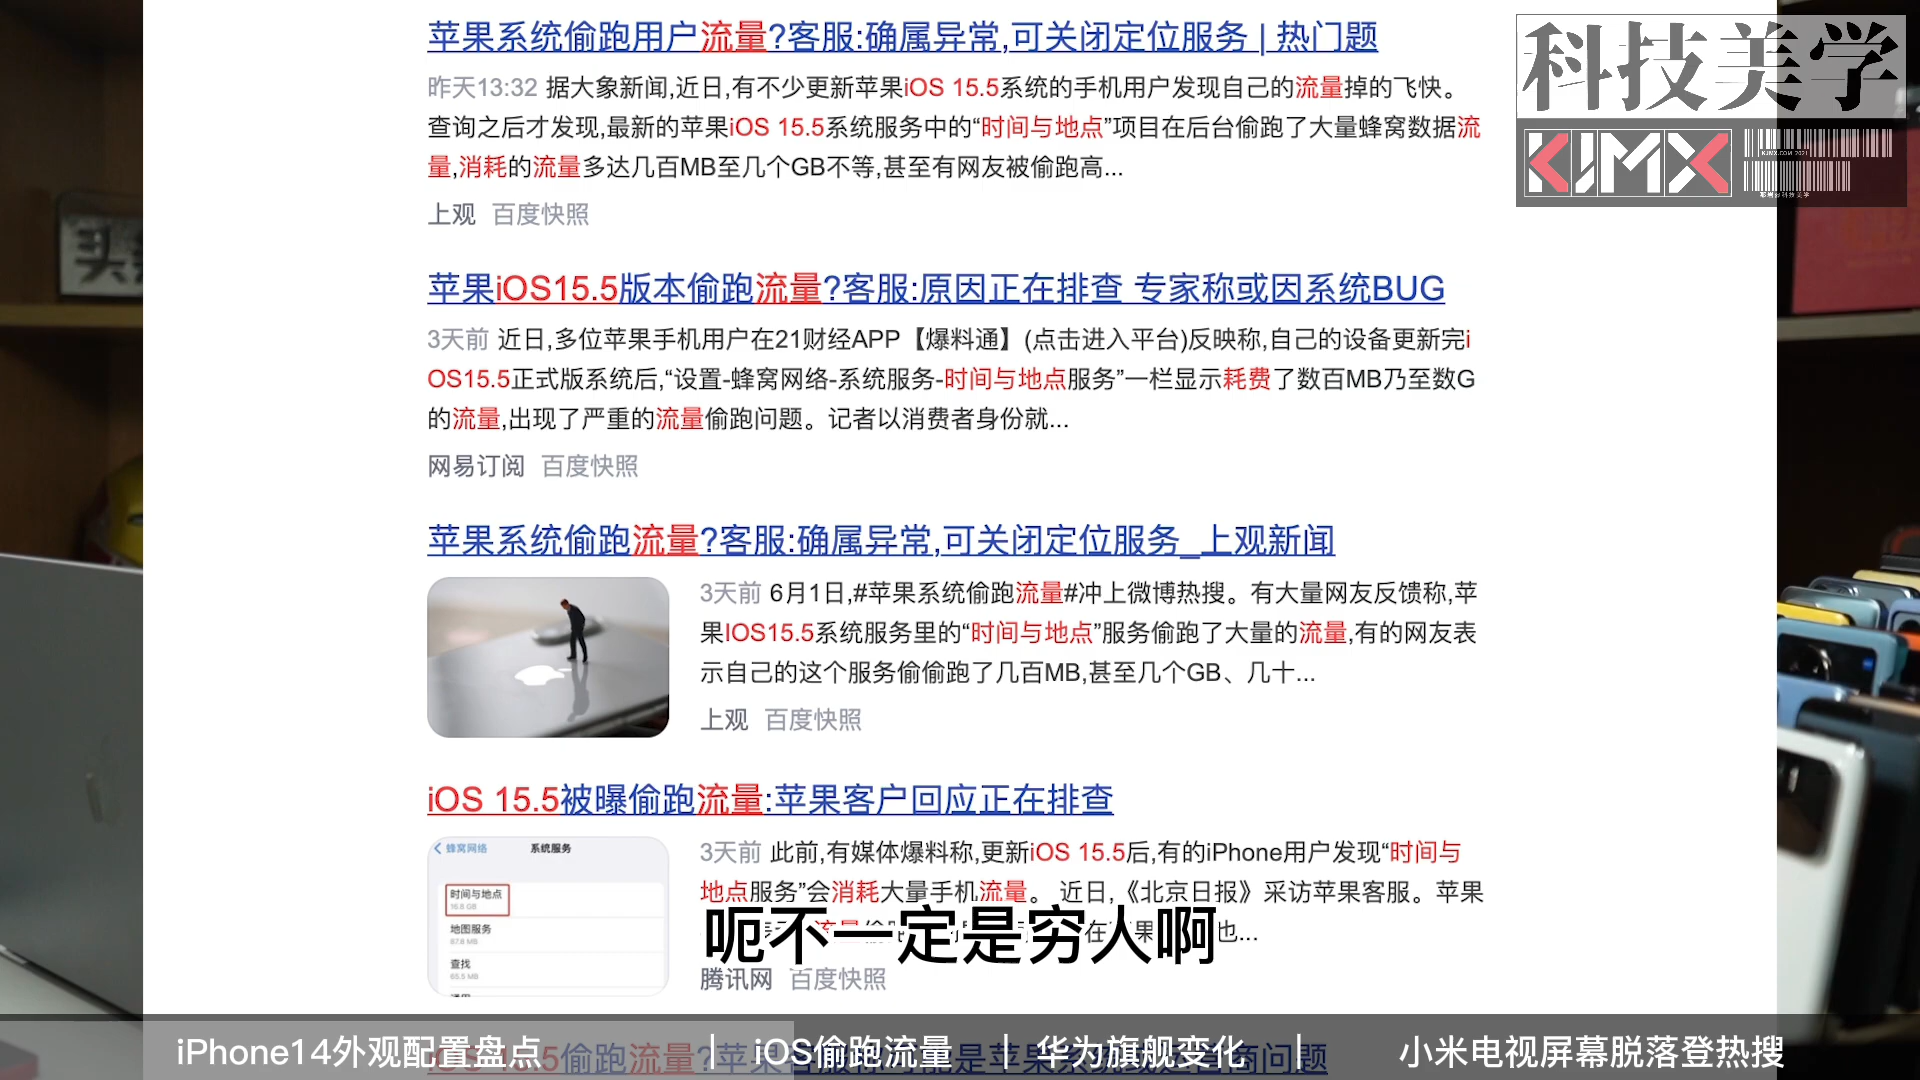 苹果系统偷跑用户流量?客服:确属异常,可关闭定位服务 | 热门话题
昨天13:32 据大象新闻,近日,有不少更新苹果iOS 15.5系统的手机用户发现自己的流量掉的飞快。
查询之后才发现,最新的苹果iOS 15.5系统服务中的“时间与地点”项目在后台偷跑了大量蜂窝数据流
量,消耗的流量多达几百MB至几个GB不等,甚至有网友被偷跑高...
上观 百度快照
苹果iOS15.5版本偷跑流量?客服:原因正在排查 专家称或因系统BUG
3天前 近日,多位苹果手机用户在21财经APP【爆料通】(点击进入平台)反映称,自己的设备更新完i
OS15.5正式版系统后,“设置-蜂窝网络-系统服务-时间与地点服务”一栏显示耗费了数百MB乃至数G
的流量,出现了严重的流量偷跑问题。记者以消费者身份就...
网易订阅 百度快照
苹果系统偷跑流量?客服:确属异常,可关闭定位服务_上观新闻
3天前 6月1日,#苹果系统偷跑流量#冲上微博热搜。有大量网友反馈称,苹
果IOS15.5系统服务里的“时间与地点”服务偷跑了大量的流量,有的网友表
示自己的这个服务偷偷跑了几百MB,甚至几个GB、几十...
上观 百度快照
iOS 15.5被曝偷跑流量:苹果客户回应正在排查
3天前 此前,有媒体爆料称,更新iOS 15.5后,有的iPhone用户发现“时间与
地点服务”会消耗大量手机流量。 近日,《北京日报》采访苹果客服。苹果
腾讯网 百度快照
蜂窝网络 系统服务
时间与地点
16.8 GB
地图服务
87.8 MB
查找
65.5 MB
呃不一定是穷人啊
科技美学
KJMX
iPhone14外观配置盘点 | iOS偷跑流量 | 华为旗舰变化 | 小米电视屏幕脱落登热搜